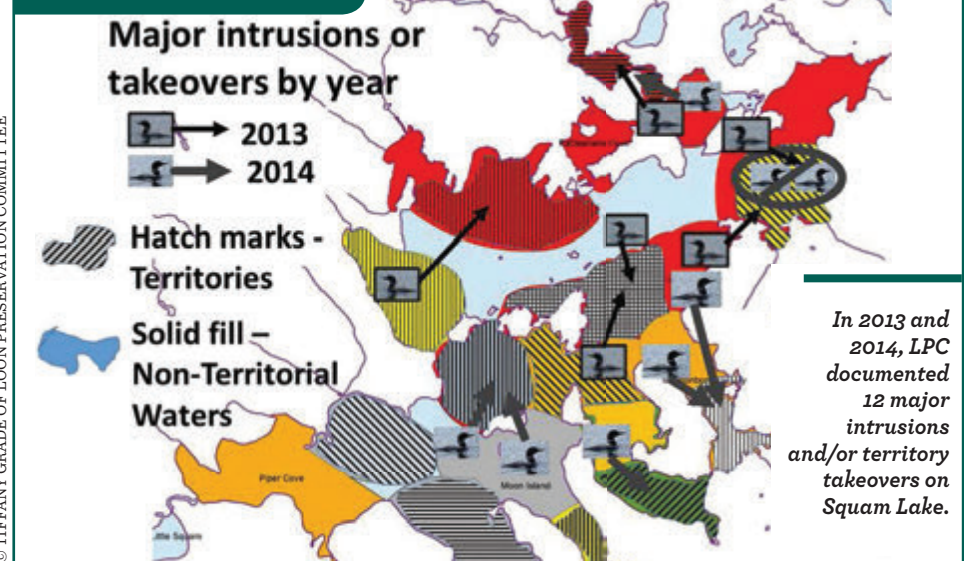 Major intrusions or
takeovers by year
2013
2014
Hatch marks -
Territories
Solid fill –
Non-Territorial
Waters
Piper Cove
Moon Island
In 2013 and
2014, LPC
documented
12 major
intrusions
and/or territory
takeovers on
Squam Lake.
© TIFFANY GRADE OF LOON PRESERVATION COMMITTEE